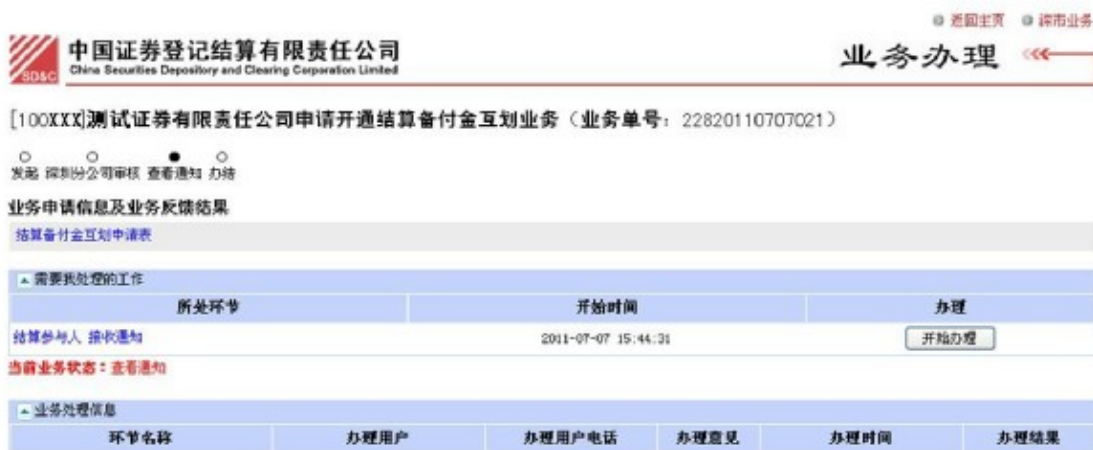 返回主页 深市业务
中国证券登记结算有限责任公司
China Securities Depository and Clearing Corporation Limited
SD&C
业务办理
[100XXX]测试证券有限责任公司申请开通结算备付金互划业务（业务单号：22820110707021）
发起 深圳分公司审核 查看通知 办结
业务申请信息及业务反馈结果
结算备付金互划申请表
需要我处理的工作
所处环节 开始时间 办理
结算参与人 接收通知 2011-07-07 15:44:31 开始办理
当前业务状态：查看通知
业务处理信息
环节名称 办理用户 办理用户电话 办理意见 办理时间 办理结果